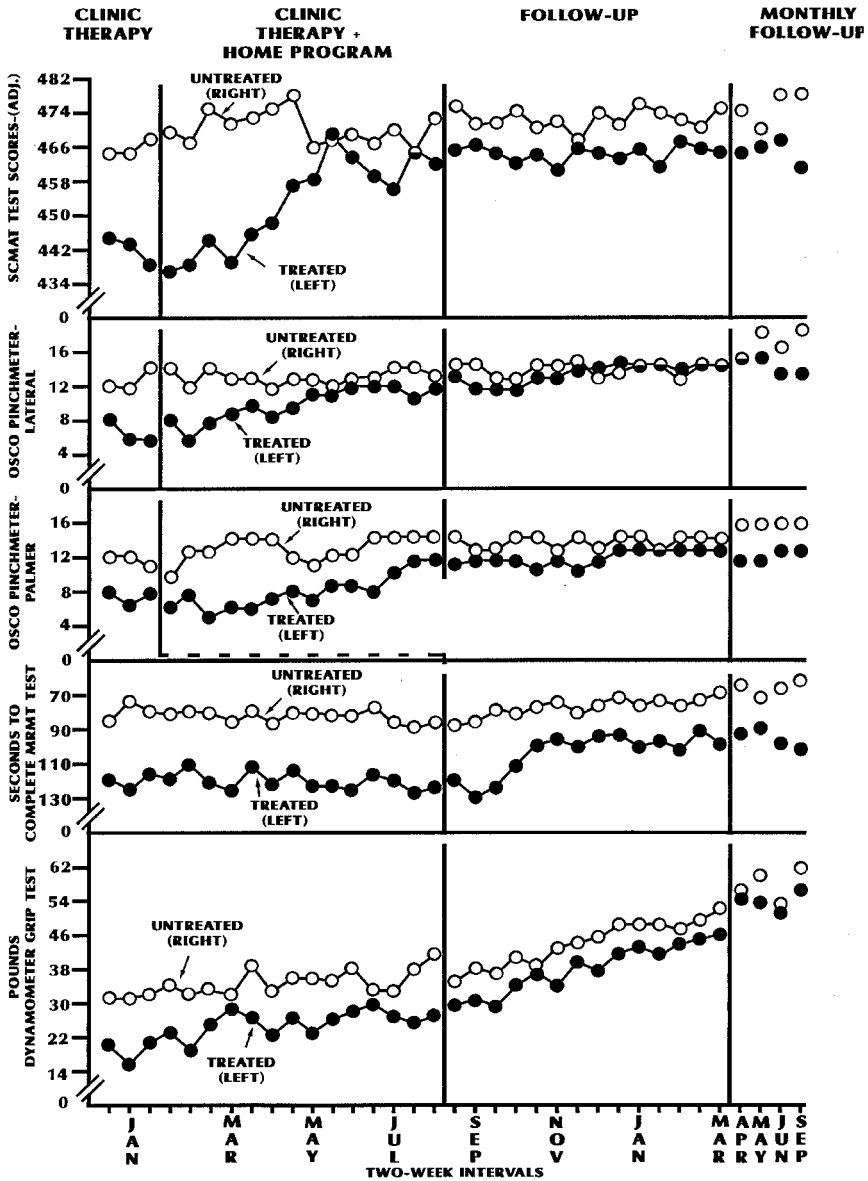 CLINIC
THERAPY
CLINIC
THERAPY +
HOME PROGRAM
FOLLOW-UP
MONTHLY
FOLLOW-UP
SCMAT TEST SCORES-(ADJ.)
482
474
466
458
450
442
434
0
UNTREATED
(RIGHT)
TREATED
(LEFT)
OSCO PINCHMETER-
LATERAL
16
12
8
4
0
UNTREATED
(RIGHT)
TREATED
(LEFT)
OSCO PINCHMETER-
PALMER
16
12
8
4
0
UNTREATED
(RIGHT)
TREATED
(LEFT)
SECONDS TO
COMPLETE MRMT TEST
70
90
110
130
0
UNTREATED
(RIGHT)
TREATED
(LEFT)
POUNDS
DYNAMOMETER GRIP TEST
62
54
46
38
30
22
14
0
UNTREATED
(RIGHT)
TREATED
(LEFT)
JAN
MAR
MAY
JUL
SEP
NOV
JAN
MAR
APR
MAY
JUN
SEP
TWO-WEEK INTERVALS